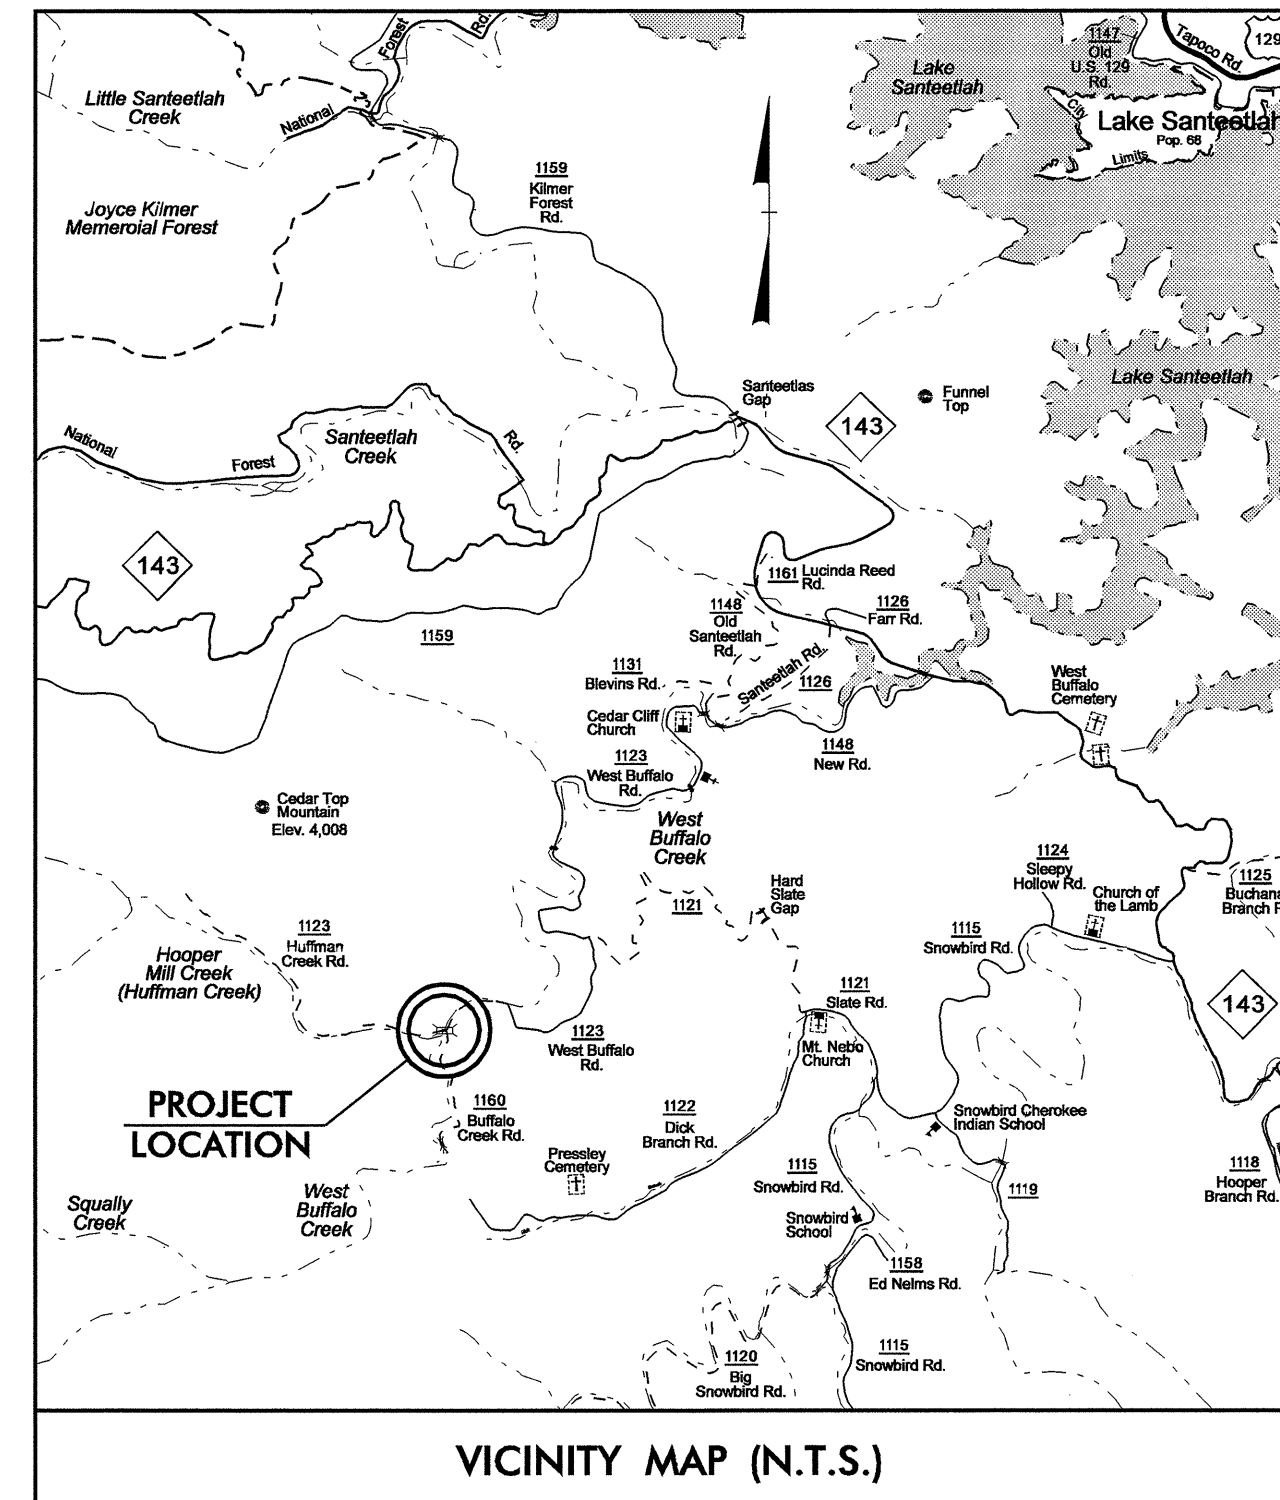 Forest
Rd.
1147
Old
U.S. 129
Rd.
Tapoco Rd.
129
Lake
Santeetlah
Little Santeetlah
Creek
National
City
Lake Santeetlah
Pop. 68
Limits
1159
Kilmer
Forest
Rd.
Joyce Kilmer
Memeroial Forest
Santeetlas
Gap
Funnel
Top
Lake Santeetlah
143
National
Forest
Santeetlah
Creek
Rd.
143
1161 Lucinda Reed
Rd.
1148
Old
Santeetlah
Rd.
1126
Farr Rd.
1159
Santeetlah Rd.
1126
1131
Blevins Rd.
West
Buffalo
Cemetery
Cedar Cliff
Church
1148
New Rd.
1123
West Buffalo
Rd.
Cedar Top
Mountain
Elev. 4,008
West
Buffalo
Creek
1124
Sleepy
Hollow Rd.
Hard
Slate
Gap
1121
Church of
the Lamb
1125
Buchana
Branch R
1123
Huffman
Creek Rd.
1115
Snowbird Rd.
Hooper
Mill Creek
(Huffman Creek)
1121
Slate Rd.
143
1123
West Buffalo
Rd.
Mt. Nebo
Church
PROJECT
LOCATION
1160
Buffalo
Creek Rd.
1122
Dick
Branch Rd.
Snowbird Cherokee
Indian School
Pressley
Cemetery
1115
Snowbird Rd.
1119
1118
Hooper
Branch Rd.
Squally
Creek
West
Buffalo
Creek
Snowbird
School
1158
Ed Nelms Rd.
1120
Big
Snowbird Rd.
1115
Snowbird Rd.
VICINITY MAP (N.T.S.)